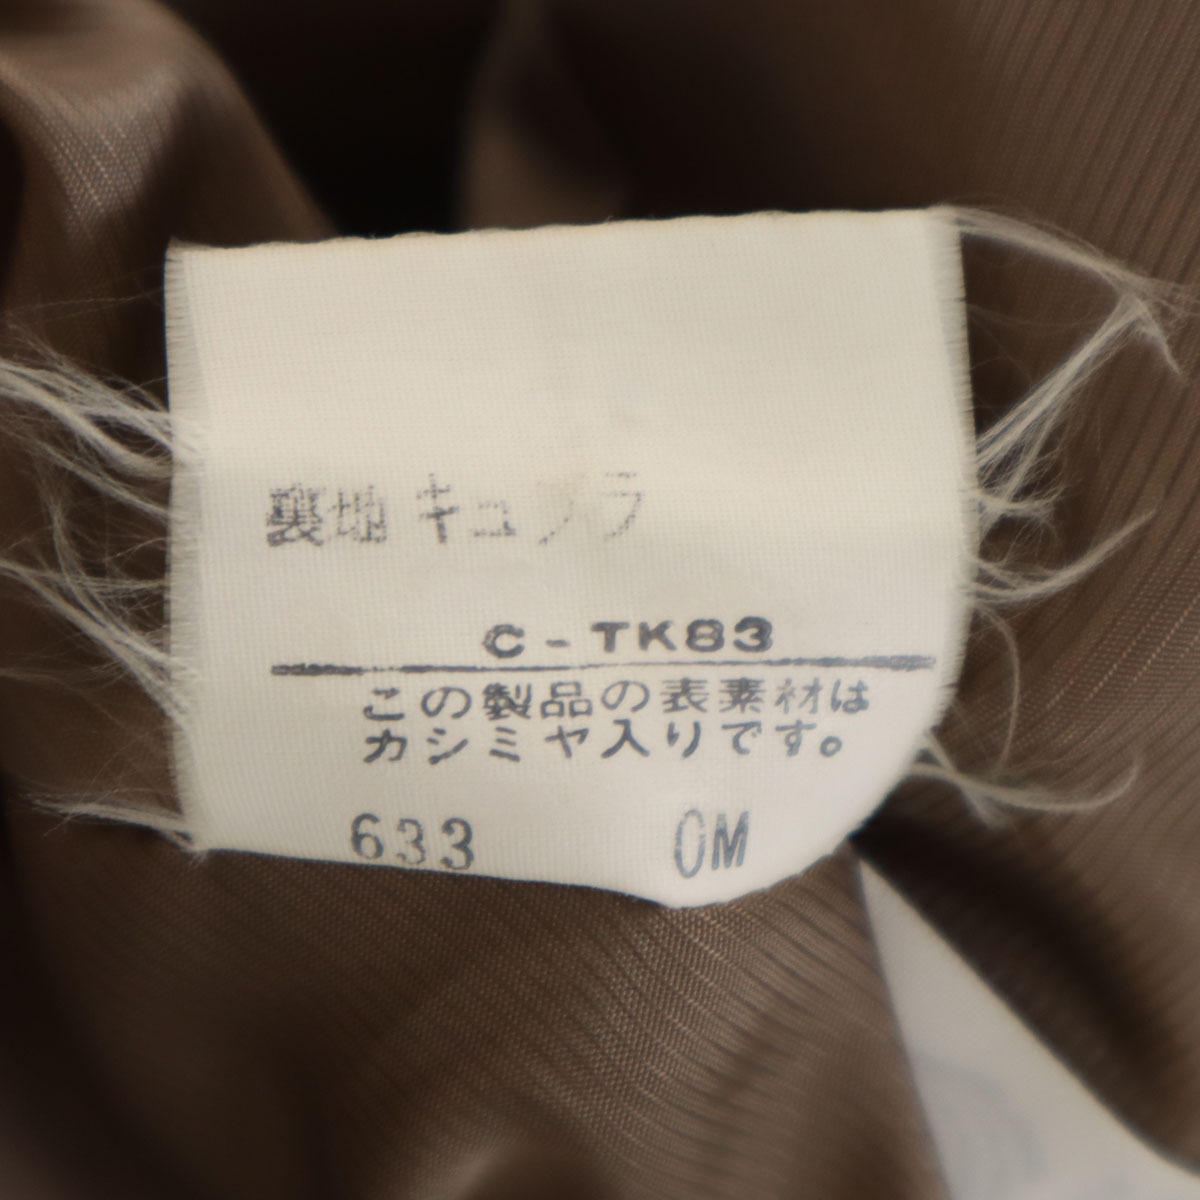 裏地 キュプラ
C-TK83
この製品の表素材は
カシミヤ入りです。
633 OM